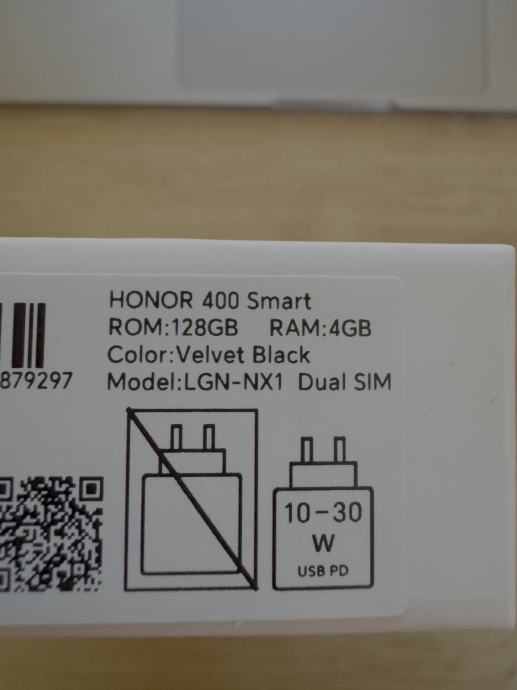 HONOR 400 Smart
ROM:128GB RAM:4GB
Color:Velvet Black
Model:LGN-NX1 Dual SIM
879297
10-30
W
USB PD